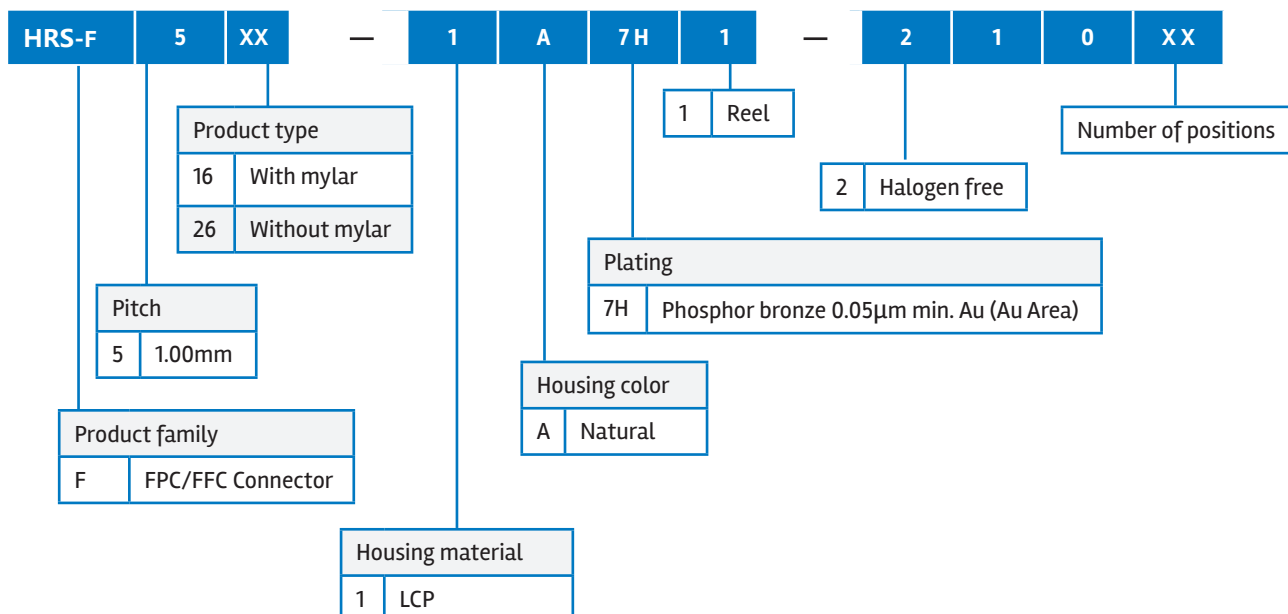 HRS-F 5 XX — 1 A 7H 1 — 2 1 0 XX
1 Reel
Product type
Number of positions
16 With mylar
2 Halogen free
26 Without mylar
Plating
Pitch
7H Phosphor bronze 0.05µm min. Au (Au Area)
5 1.00mm
Housing color
Product family
A Natural
F FPC/FFC Connector
Housing material
1 LCP